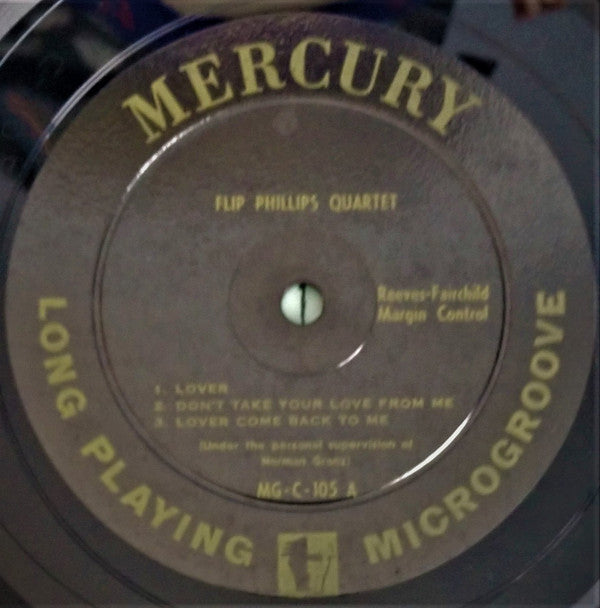 MERCURY
FLIP PHILLIPS QUARTET
Reeves-Fairchild
Margin Control
1. LOVER
2. DON'T TAKE YOUR LOVE FROM ME
3. LOVER COME BACK TO ME
(Under the personal supervision of
Norman Granz)
MG-C-105 A
LONG PLAYING MICROGROOVE